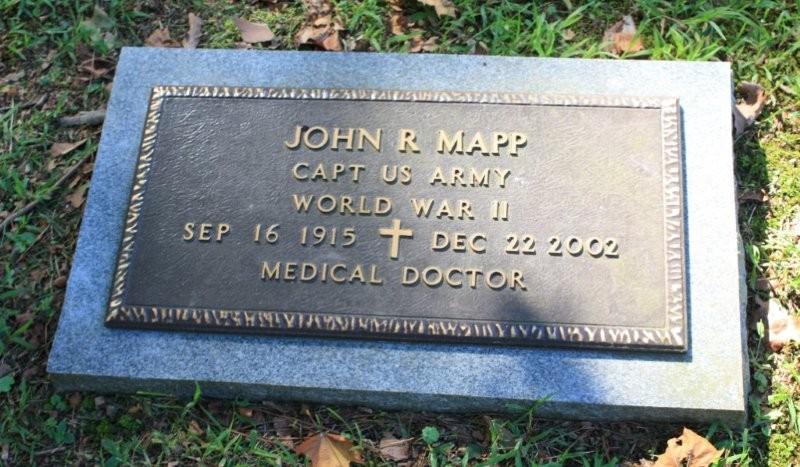 JOHN R MAPP
CAPT US ARMY
WORLD WAR II
SEP 16 1915 DEC 22 2002
MEDICAL DOCTOR